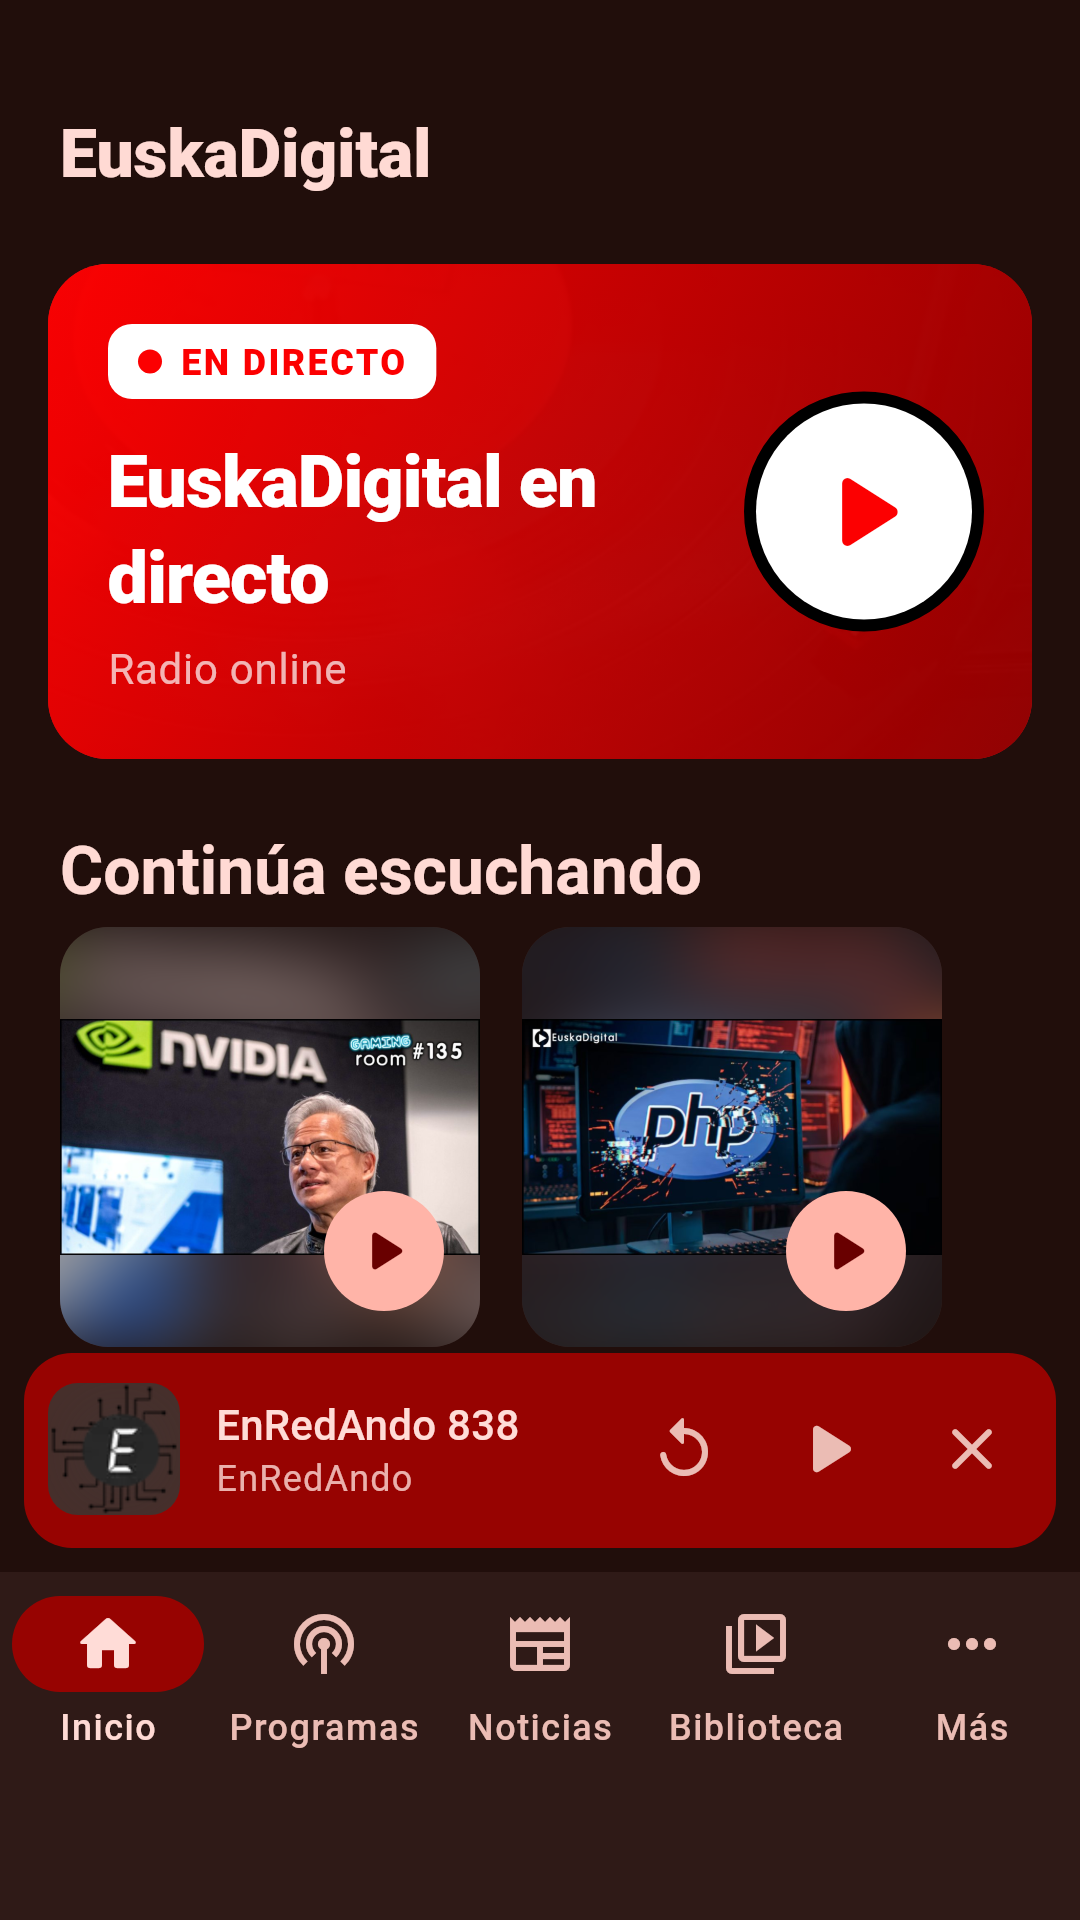 EuskaDigital
EN DIRECTO
EuskaDigital en
directo
Radio online
Continúa escuchando
NVIDIA
GAMING
room #135
EuskaDigital
php
E
EnRedAndo 838
EnRedAndo
Inicio
Programas
Noticias
Biblioteca
Más